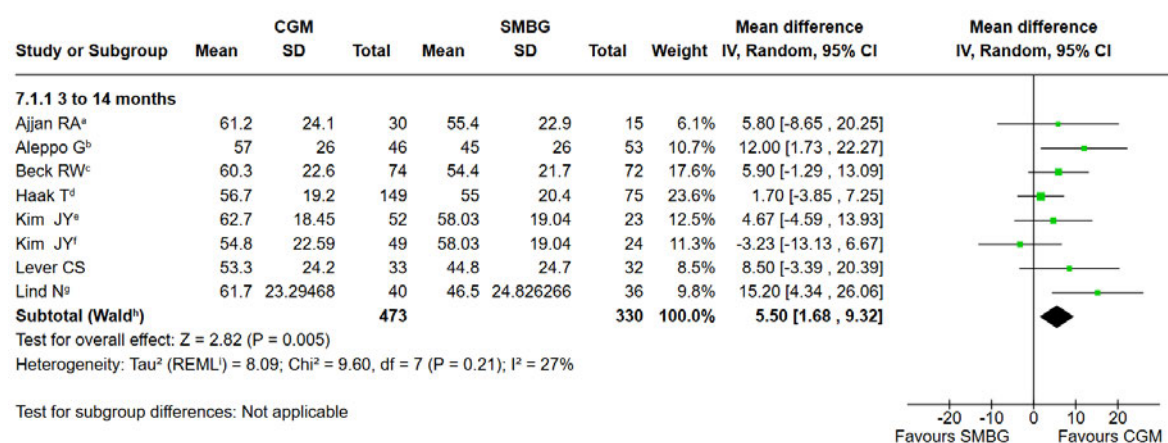 CGM SMBG Mean difference Mean difference
Study or Subgroup Mean SD Total Mean SD Total Weight IV, Random, 95% CI IV, Random, 95% CI
7.1.1 3 to 14 months
Ajjan RAᵃ 61.2 24.1 30 55.4 22.9 15 6.1% 5.80 [-8.65 , 20.25]
Aleppo Gᵇ 57 26 46 45 26 53 10.7% 12.00 [1.73 , 22.27]
Beck RWᶜ 60.3 22.6 74 54.4 21.7 72 17.6% 5.90 [-1.29 , 13.09]
Haak Tᵈ 56.7 19.2 149 55 20.4 75 23.6% 1.70 [-3.85 , 7.25]
Kim JYᵉ 62.7 18.45 52 58.03 19.04 23 12.5% 4.67 [-4.59 , 13.93]
Kim JYᶠ 54.8 22.59 49 58.03 19.04 24 11.3% -3.23 [-13.13 , 6.67]
Lever CS 53.3 24.2 33 44.8 24.7 32 8.5% 8.50 [-3.39 , 20.39]
Lind Nᵍ 61.7 23.29468 40 46.5 24.826266 36 9.8% 15.20 [4.34 , 26.06]
Subtotal (Waldʰ) 473 330 100.0% 5.50 [1.68 , 9.32]
Test for overall effect: Z = 2.82 (P = 0.005)
Heterogeneity: Tau² (REMLⁱ) = 8.09; Chi² = 9.60, df = 7 (P = 0.21); I² = 27%
Test for subgroup differences: Not applicable
-20 -10 0 10 20
Favours SMBG Favours CGM